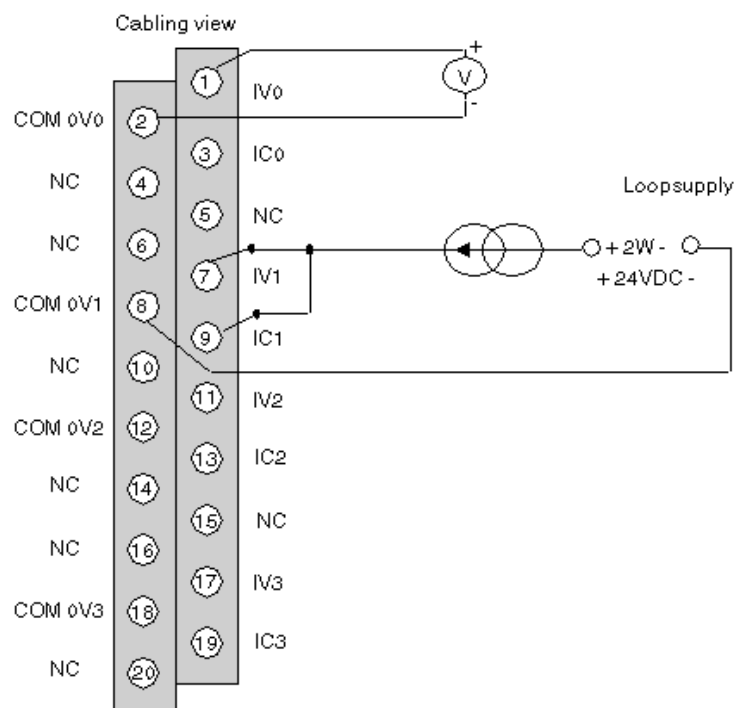 Cabling view
1
+
V
-
IV0
COM 0V0
2
3
IC0
NC
4
5
NC
Loopsupply
NC
6
7
IV1
+ 2W -
+ 24VDC -
COM 0V1
8
9
IC1
NC
10
11
IV2
COM 0V2
12
13
IC2
NC
14
15
NC
NC
16
17
IV3
COM 0V3
18
19
IC3
NC
20